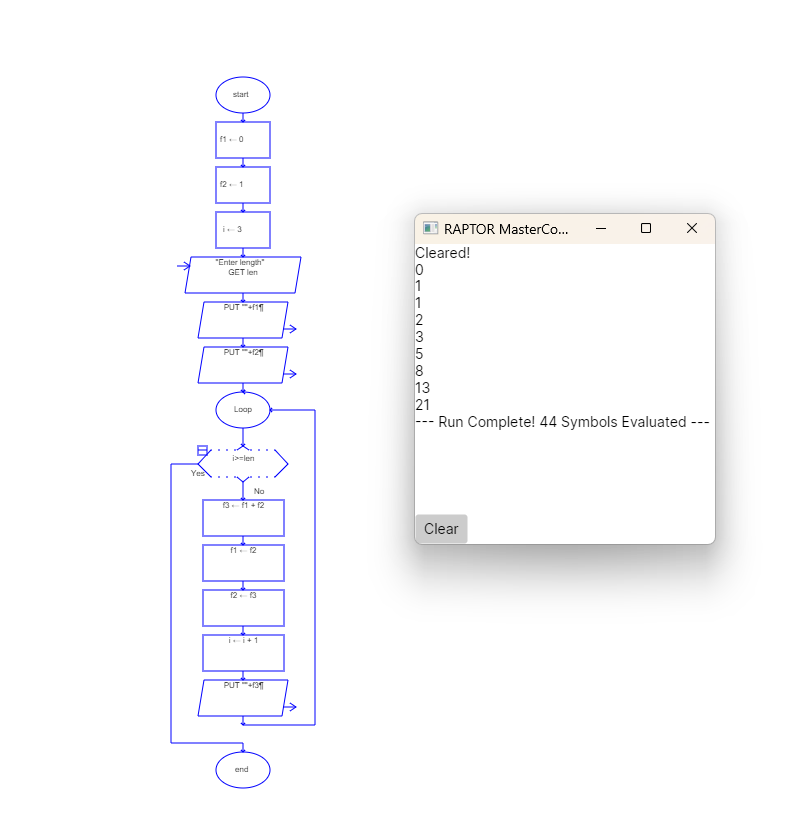 start
f1 ← 0
f2 ← 1
i ← 3
"Enter length"
GET len
PUT ""+f1¶
PUT ""+f2¶
Loop
i>=len
Yes
No
f3 ← f1 + f2
f1 ← f2
f2 ← f3
i ← i + 1
PUT ""+f3¶
end
RAPTOR MasterCo...
Cleared!
0
1
1
2
3
5
8
13
21
--- Run Complete! 44 Symbols Evaluated ---
Clear